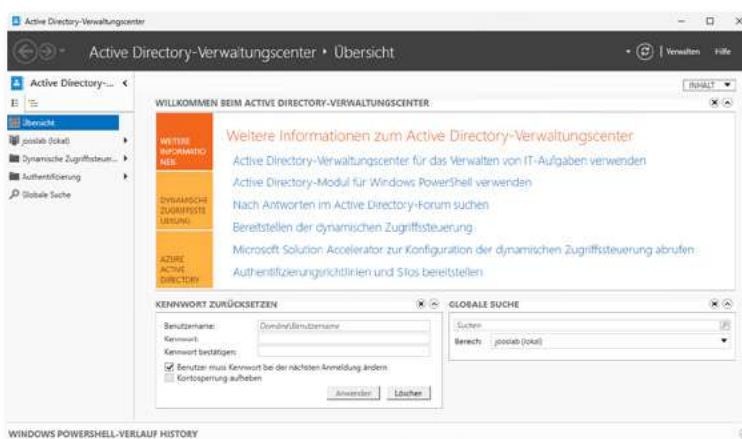 Active Directory-Verwaltungscenter
Active Directory-Verwaltungscenter • Übersicht
Verwalten Hilfe
Active Directory-...
INHALT
Übersicht
jooslab (lokal)
Dynamische Zugriffssteuer...
Authentifizierung
Globale Suche
WILLKOMMEN BEIM ACTIVE DIRECTORY-VERWALTUNGSCENTER
WEITERE
INFORMATIO
NEN
DYNAMISCHE
ZUGRIFFSSTE
UERUNG
AZURE
ACTIVE
DIRECTORY
Weitere Informationen zum Active Directory-Verwaltungscenter
Active Directory-Verwaltungscenter für das Verwalten von IT-Aufgaben verwenden
Active Directory-Modul für Windows PowerShell verwenden
Nach Antworten im Active Directory-Forum suchen
Bereitstellen der dynamischen Zugriffssteuerung
Microsoft Solution Accelerator zur Konfiguration der dynamischen Zugriffssteuerung abrufen
Authentifizierungsrichtlinien und Silos bereitstellen
KENNWORT ZURÜCKSETZEN
Benutzername: Domäne\Benutzername
Kennwort:
Kennwort bestätigen:
Benutzer muss Kennwort bei der nächsten Anmeldung ändern
Kontosperrung aufheben
Anwenden Löschen
GLOBALE SUCHE
Suchen
Bereich: jooslab (lokal)
WINDOWS POWERSHELL-VERLAUF HISTORY